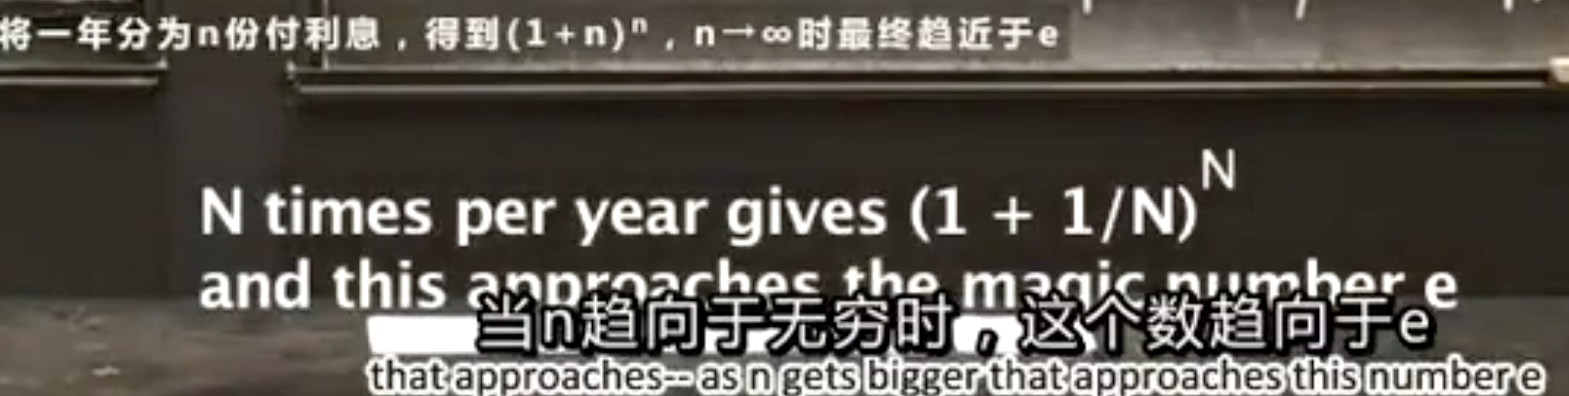 将一年分为n份付利息，得到(1+n)ⁿ，n→∞时最终趋近于e
N times per year gives (1 + 1/N)ᴺ
and this approaches the magic number e
当n趋向于无穷时，这个数趋向于e
that approaches-- as n gets bigger that approaches this number e